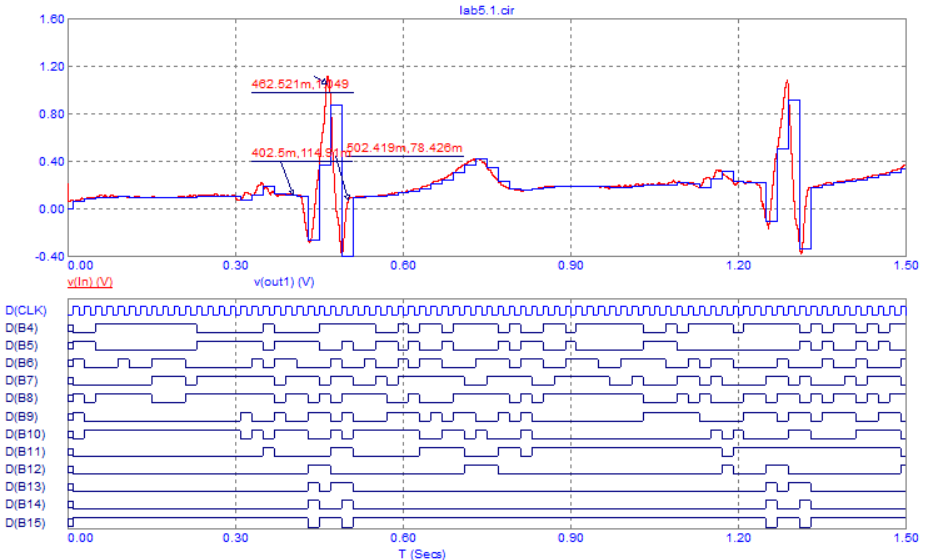 lab5.1.cir
1.60
1.20
0.80
0.40
0.00
-0.40
462.521m,1.049
402.5m,114.91m
502.419m,78.426m
0.00 0.30 0.60 0.90 1.20 1.50
v(In) (V) v(out1) (V)
D(CLK)
D(B4)
D(B5)
D(B6)
D(B7)
D(B8)
D(B9)
D(B10)
D(B11)
D(B12)
D(B13)
D(B14)
D(B15)
0.00 0.30 0.60 0.90 1.20 1.50
T (Secs)